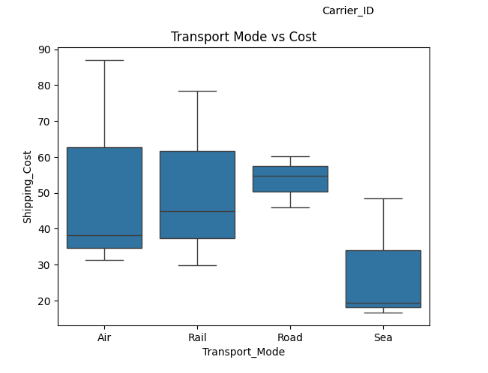 Carrier_ID
Transport Mode vs Cost
90
80
70
60
50
40
30
20
Shipping_Cost
Air Rail Road Sea
Transport_Mode